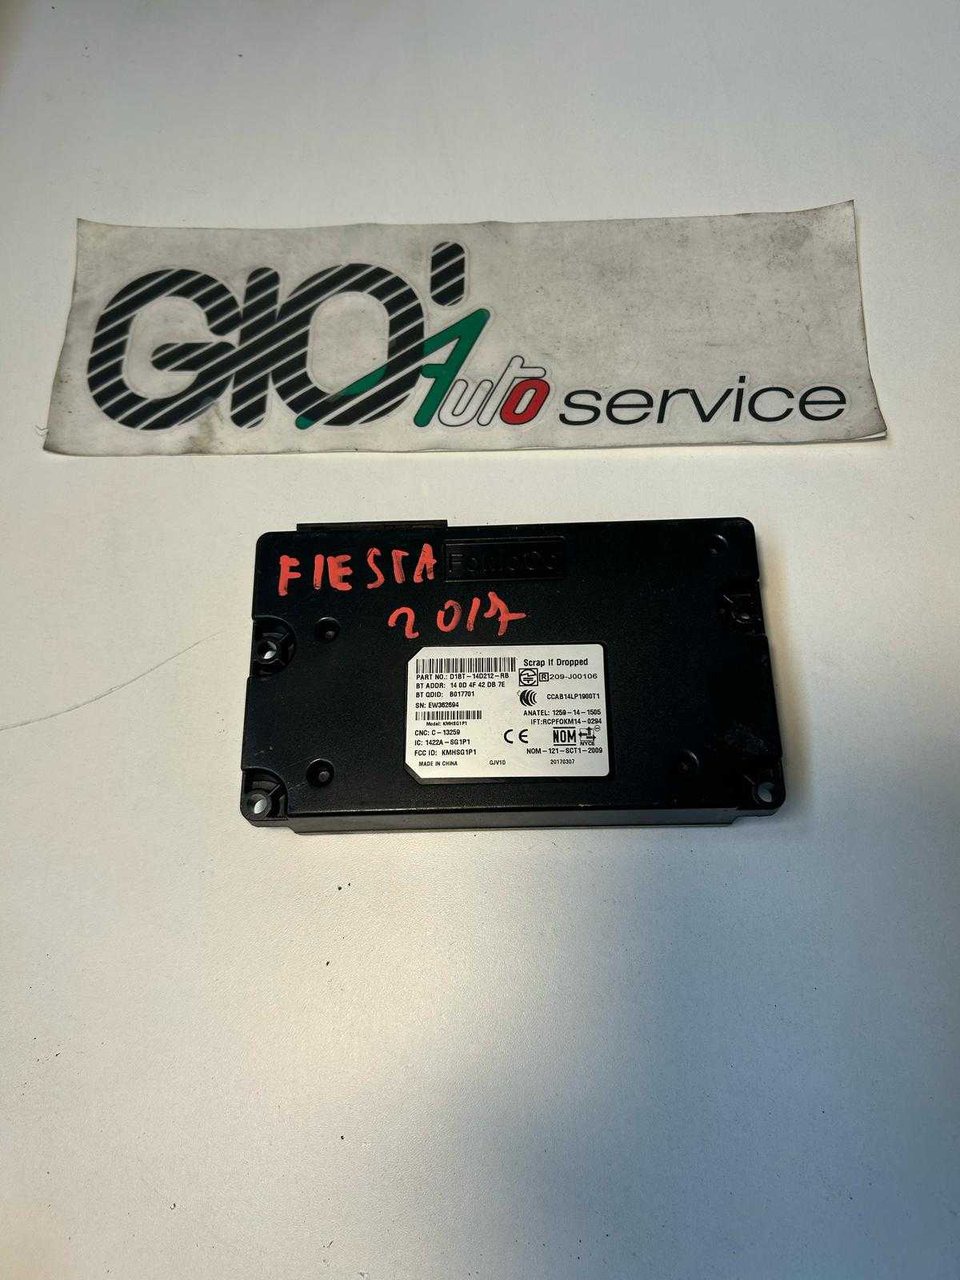 GIO' Auto service
FIESTA
2017
Scrap If Dropped
PART NO.: D1BT-14D212-RB
BT ADDR: 14 0D 4F 42 DB 7E
R 209-J00106
BT QDID: B017701
CCAB14LP1900T1
SN: EW362694
ANATEL: 1259-14-1505
Model: KMHSG1P1
IFT:RCPFOKM14-0294
CNC: C-13259
CE NOM NYCE
IC: 1422A-SG1P1
FCC ID: KMHSG1P1
NOM-121-SCT1-2009
MADE IN CHINA GJV10 20170307